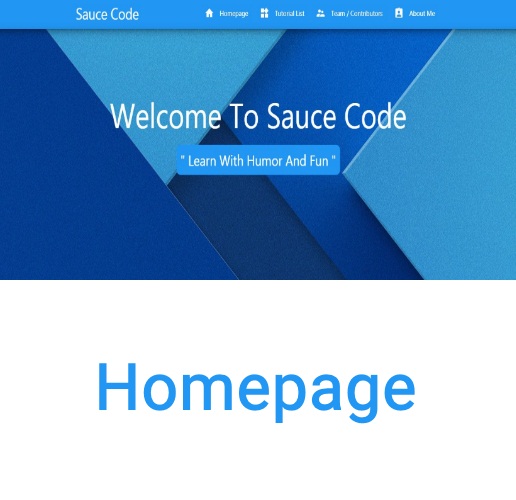 Sauce Code
Homepage
Tutorial List
Team / Contributors
About Me
Welcome To Sauce Code
" Learn With Humor And Fun "
Homepage